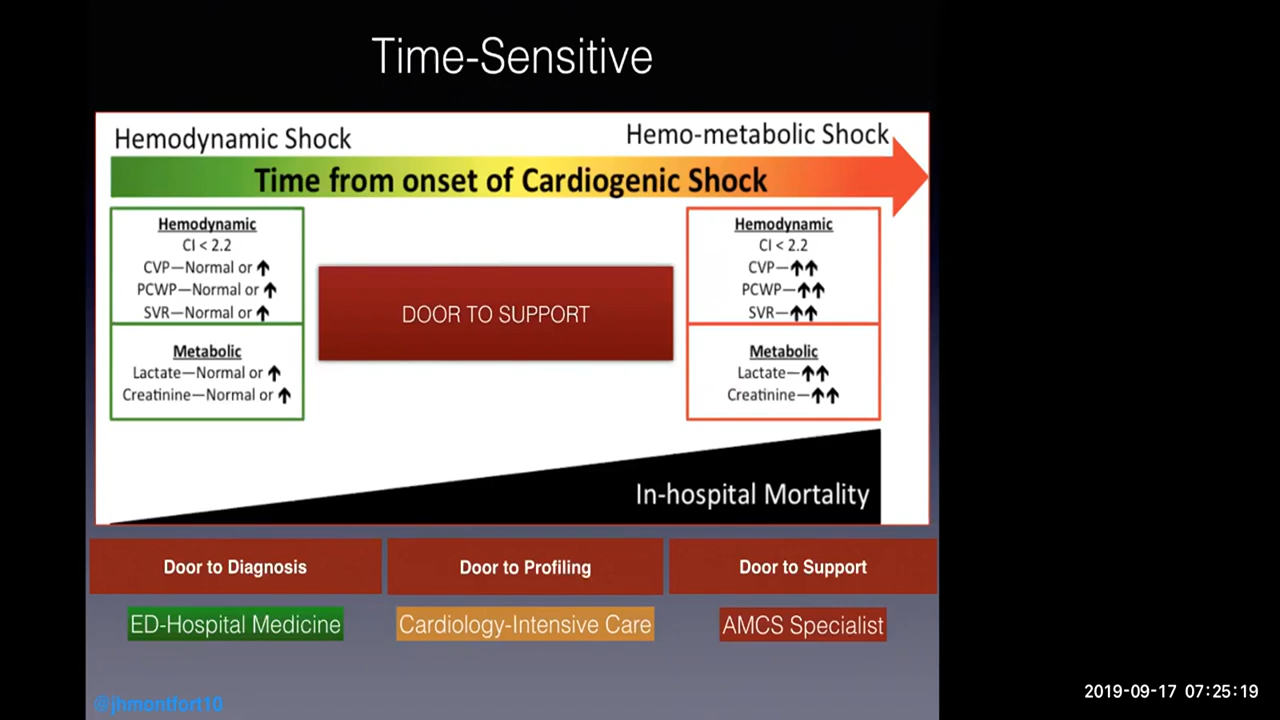 Time-Sensitive
Hemodynamic Shock
Hemo-metabolic Shock
Time from onset of Cardiogenic Shock
Hemodynamic
CI < 2.2
CVP—Normal or ↑
PCWP—Normal or ↑
SVR—Normal or ↑
Metabolic
Lactate—Normal or ↑
Creatinine—Normal or ↑
DOOR TO SUPPORT
Hemodynamic
CI < 2.2
CVP—↑↑
PCWP—↑↑
SVR—↑↑
Metabolic
Lactate—↑↑
Creatinine—↑↑
In-hospital Mortality
Door to Diagnosis
Door to Profiling
Door to Support
ED-Hospital Medicine
Cardiology-Intensive Care
AMCS Specialist
@jhmontfort10
2019-09-17 07:25:19